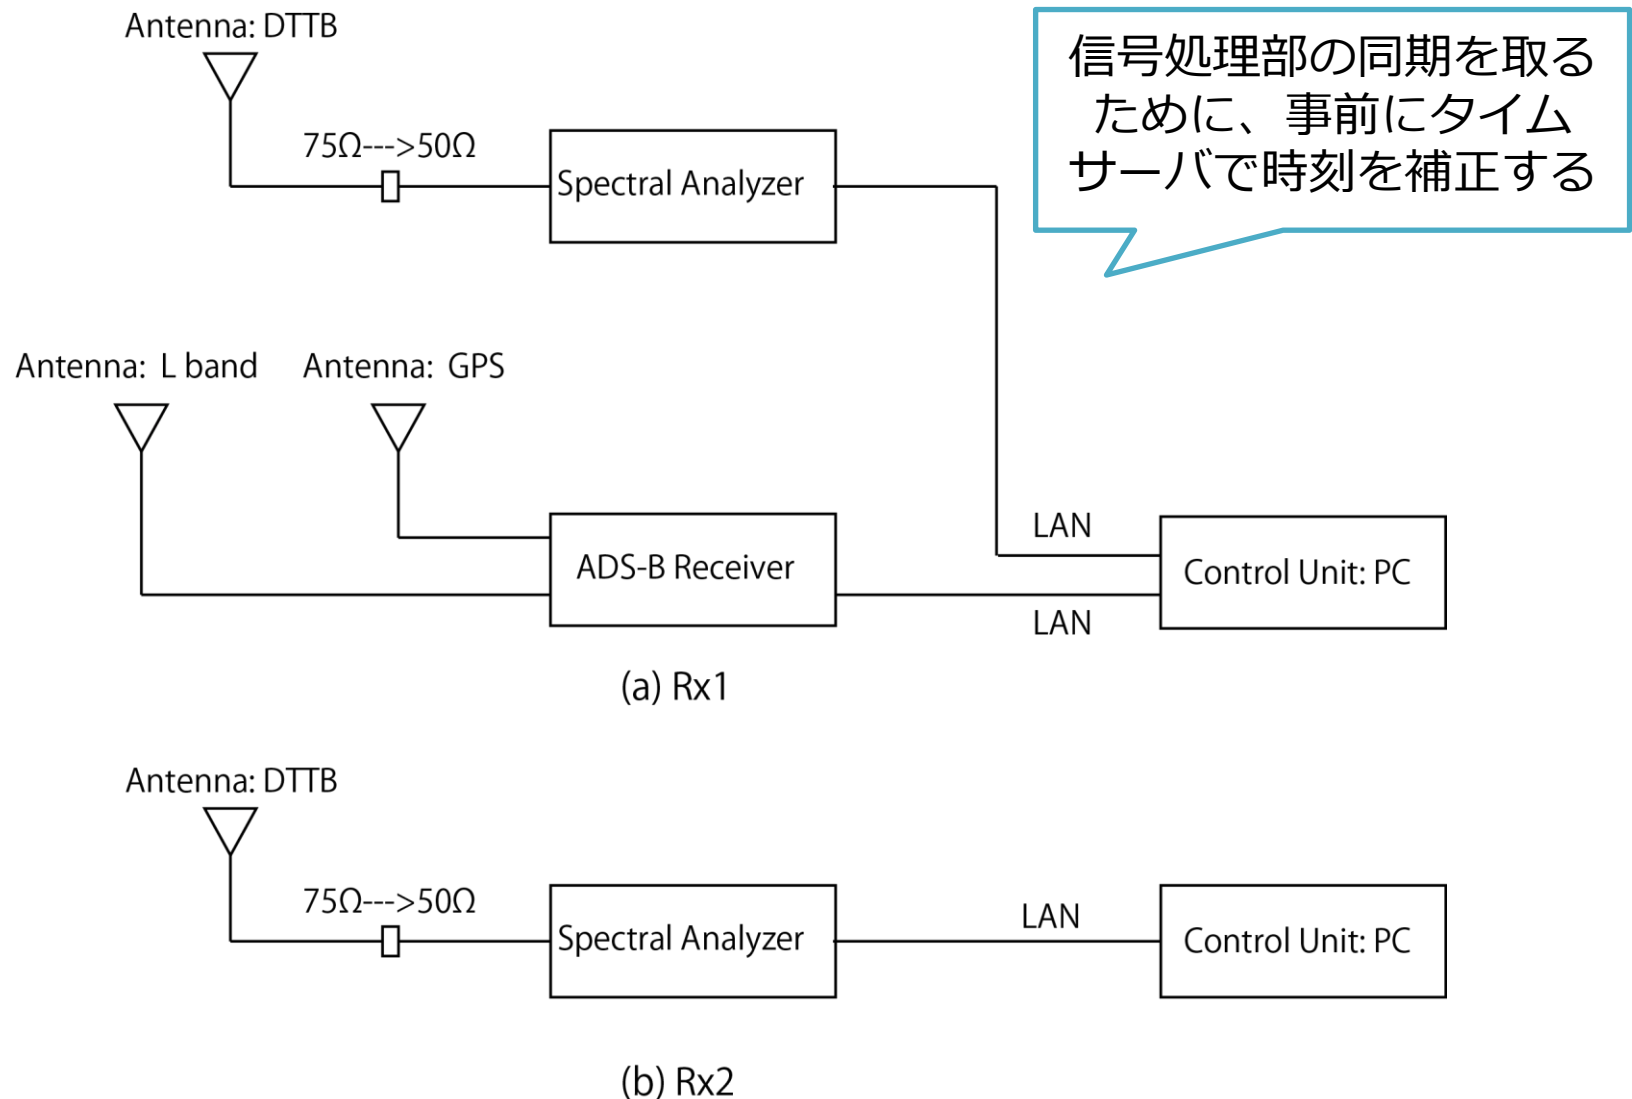 Antenna: DTTB
信号処理部の同期を取る
ために、事前にタイム
サーバで時刻を補正する
75Ω--->50Ω
Spectral Analyzer
Antenna: L band
Antenna: GPS
LAN
ADS-B Receiver
Control Unit: PC
LAN
(a) Rx1
Antenna: DTTB
75Ω--->50Ω
LAN
Spectral Analyzer
Control Unit: PC
(b) Rx2